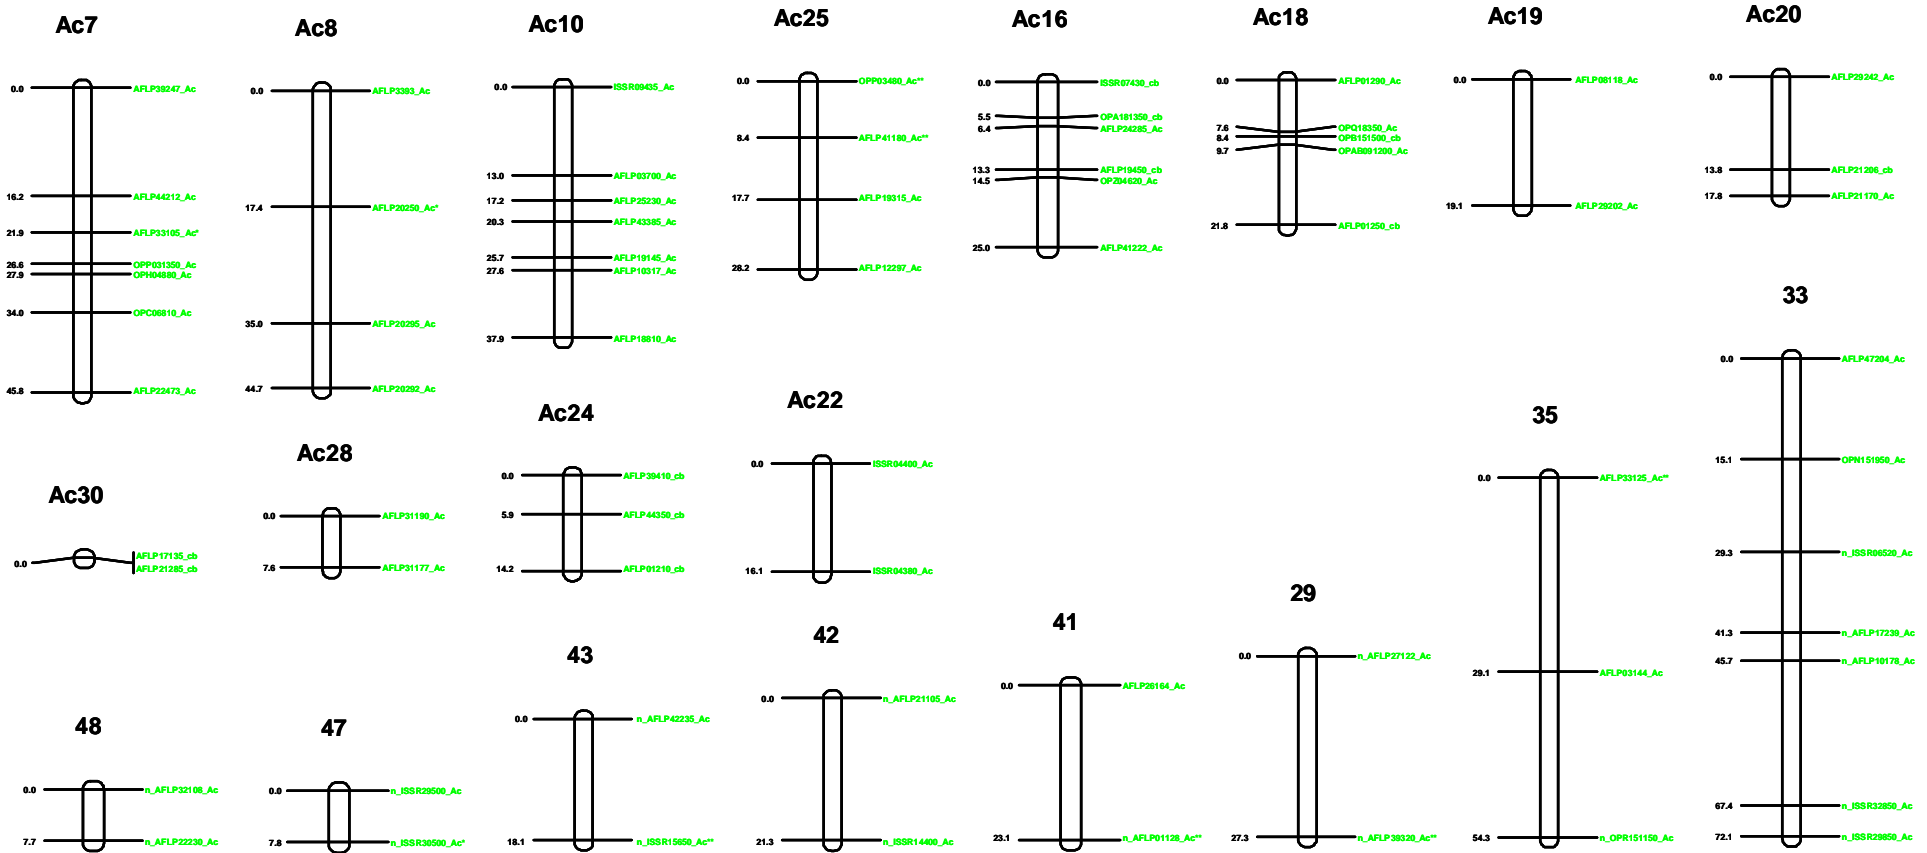 Ac7
0.0 AFLP39247_Ac
16.2 AFLP44212_Ac
21.9 AFLP33105_Ac*
26.6 OPP031350_Ac
27.9 OPH04880_Ac
34.0 OPC06810_Ac
45.8 AFLP22473_Ac
Ac8
0.0 AFLP3393_Ac
17.4 AFLP20250_Ac*
35.0 AFLP20295_Ac
44.7 AFLP20292_Ac
Ac10
0.0 ISSR09435_Ac
13.0 AFLP03700_Ac
17.2 AFLP25230_Ac
20.3 AFLP43385_Ac
25.7 AFLP19145_Ac
27.6 AFLP10317_Ac
37.9 AFLP18810_Ac
Ac25
0.0 OPP03480_Ac**
8.4 AFLP41180_Ac**
17.7 AFLP19315_Ac
28.2 AFLP12297_Ac
Ac16
0.0 ISSR07430_cb
5.5 OPA181350_cb
6.4 AFLP24285_Ac
13.3 AFLP19450_cb
14.5 OPZ04620_Ac
25.0 AFLP41222_Ac
Ac18
0.0 AFLP01290_Ac
7.6 OPQ16350_Ac
8.4 OPB151500_cb
9.7 OPAB091200_Ac
21.8 AFLP01250_cb
Ac19
0.0 AFLP08118_Ac
19.1 AFLP29202_Ac
Ac20
0.0 AFLP29242_Ac
13.8 AFLP21206_cb
17.8 AFLP21170_Ac
Ac30
0.0 AFLP17135_cb
AFLP21285_cb
Ac28
0.0 AFLP31190_Ac
7.6 AFLP31177_Ac
Ac24
0.0 AFLP39410_cb
5.9 AFLP44350_cb
14.2 AFLP01210_cb
Ac22
0.0 ISSR04400_Ac
16.1 ISSR04380_Ac
35
0.0 AFLP33125_Ac**
29.1 AFLP03144_Ac
54.3 n_OPR151150_Ac
33
0.0 AFLP47204_Ac
15.1 OPN151950_Ac
29.3 n_ISSR06520_Ac
41.3 n_AFLP17239_Ac
45.7 n_AFLP10178_Ac
67.4 n_ISSR32850_Ac
72.1 n_ISSR29850_Ac
48
0.0 n_AFLP32108_Ac
7.7 n_AFLP22230_Ac
47
0.0 n_ISSR29500_Ac
7.8 n_ISSR30500_Ac*
43
0.0 n_AFLP42235_Ac
18.1 n_ISSR15650_Ac**
42
0.0 n_AFLP21105_Ac
21.3 n_ISSR14400_Ac
41
0.0 AFLP26164_Ac
23.1 n_AFLP01128_Ac**
29
0.0 n_AFLP27122_Ac
27.3 n_AFLP39320_Ac**